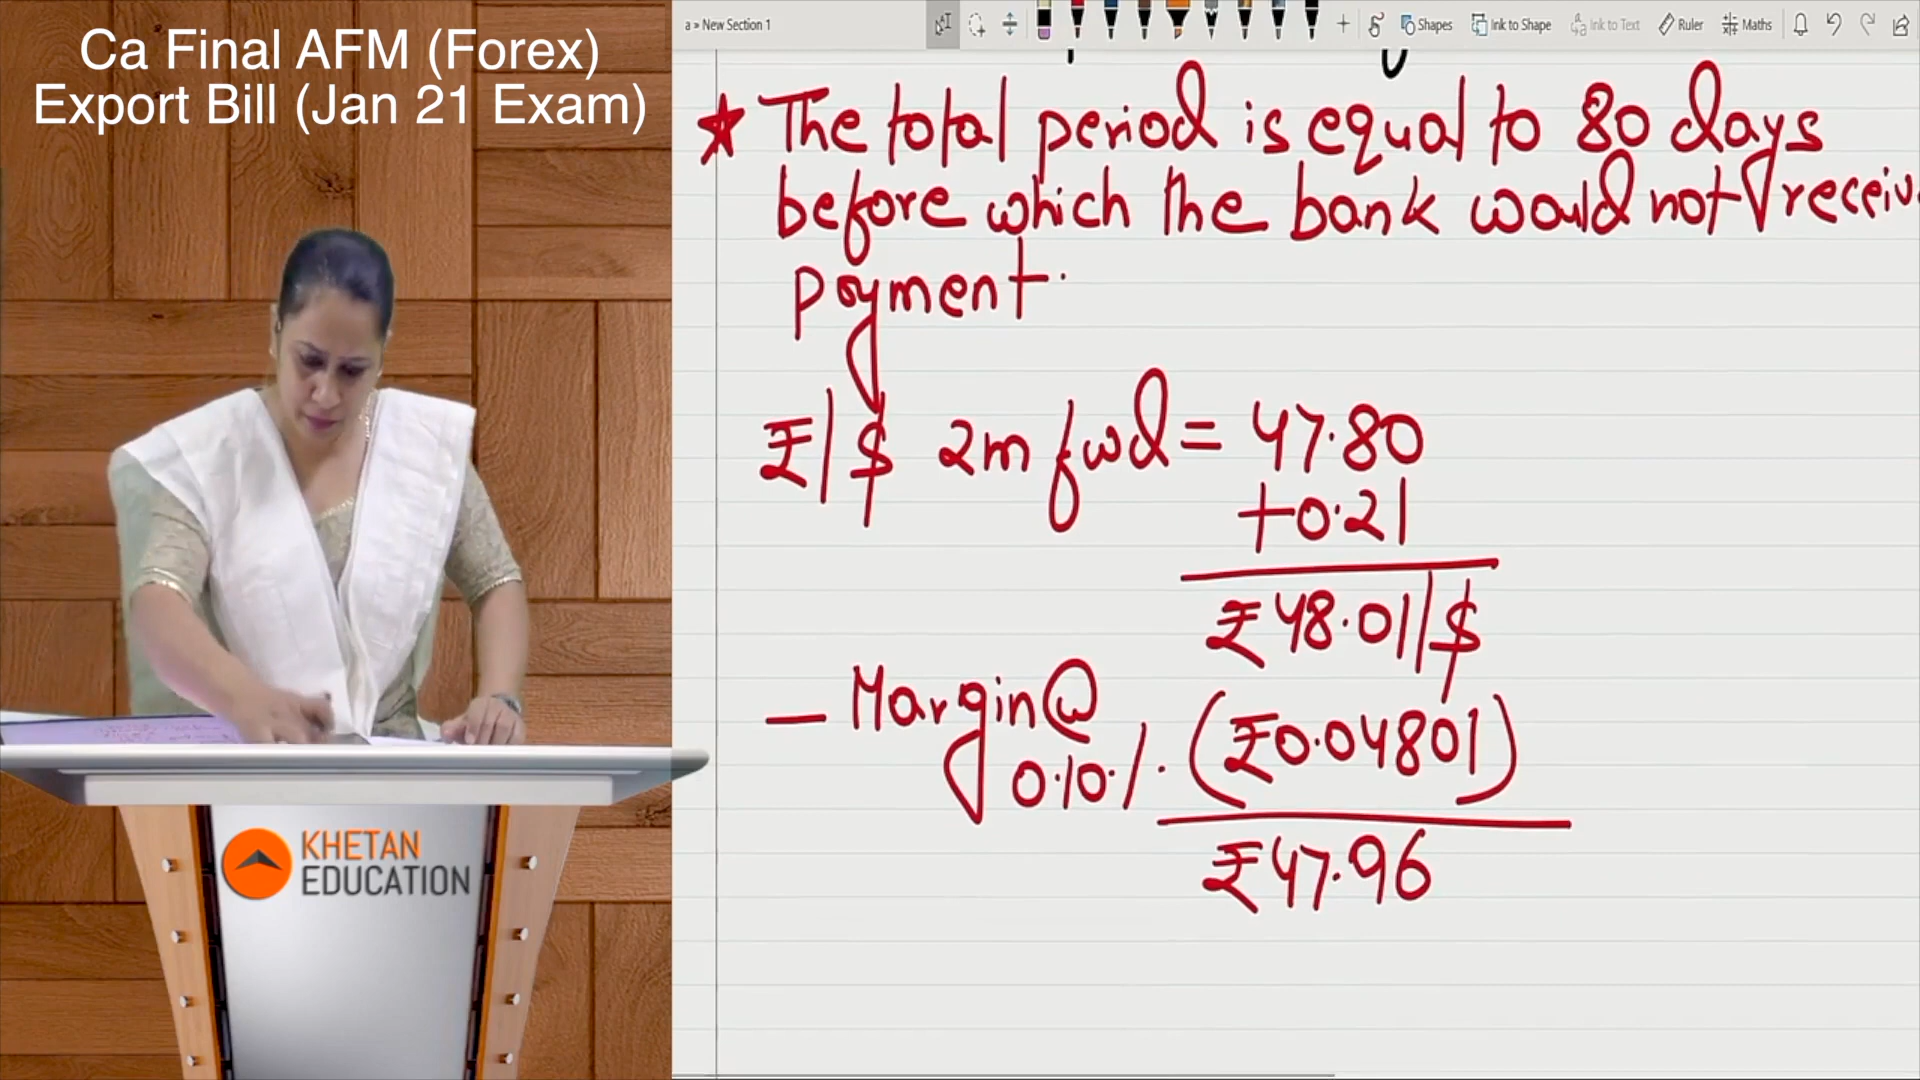 Ca Final AFM (Forex)
Export Bill (Jan 21 Exam)
a » New Section 1
Shapes
Ink to Shape
Ink to Text
Ruler
Maths
★ The total period is equal to 80 days
before which the bank would not receiv
payment.
₹/$ 2m fwd = 47.80
+0.21
₹48.01/$
– Margin@
0.10% (₹0.04801)
₹47.96
KHETAN
EDUCATION